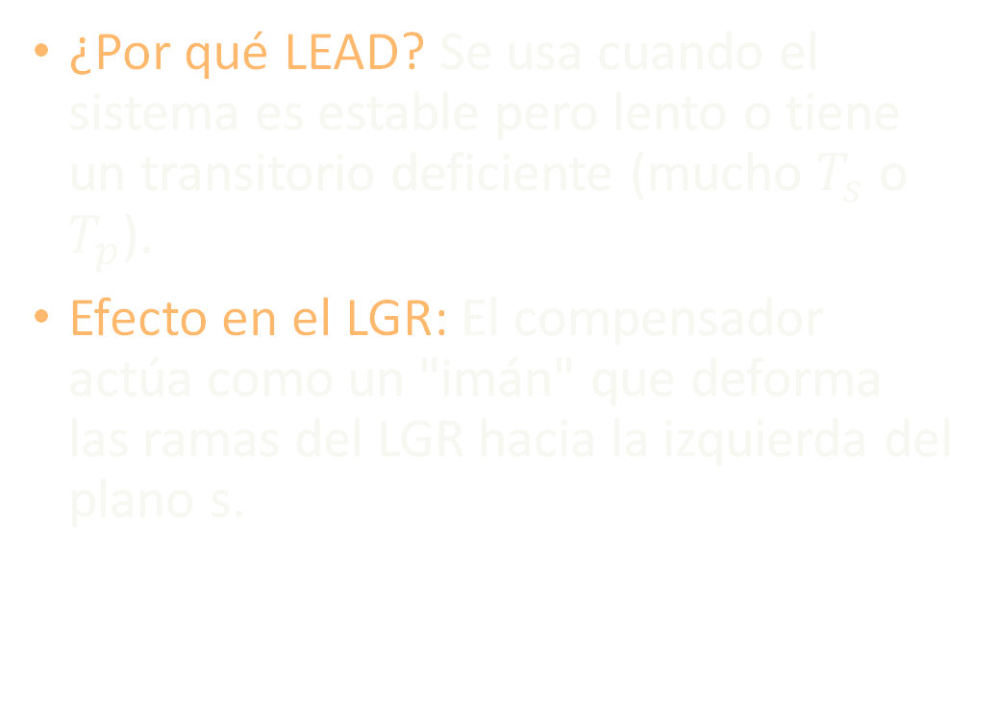 • ¿Por qué LEAD? Se usa cuando el
sistema es estable pero lento o tiene
un transitorio deficiente (mucho 𝑇ₛ o
𝑇ₚ).
• Efecto en el LGR: El compensador
actúa como un "imán" que deforma
las ramas del LGR hacia la izquierda del
plano s.